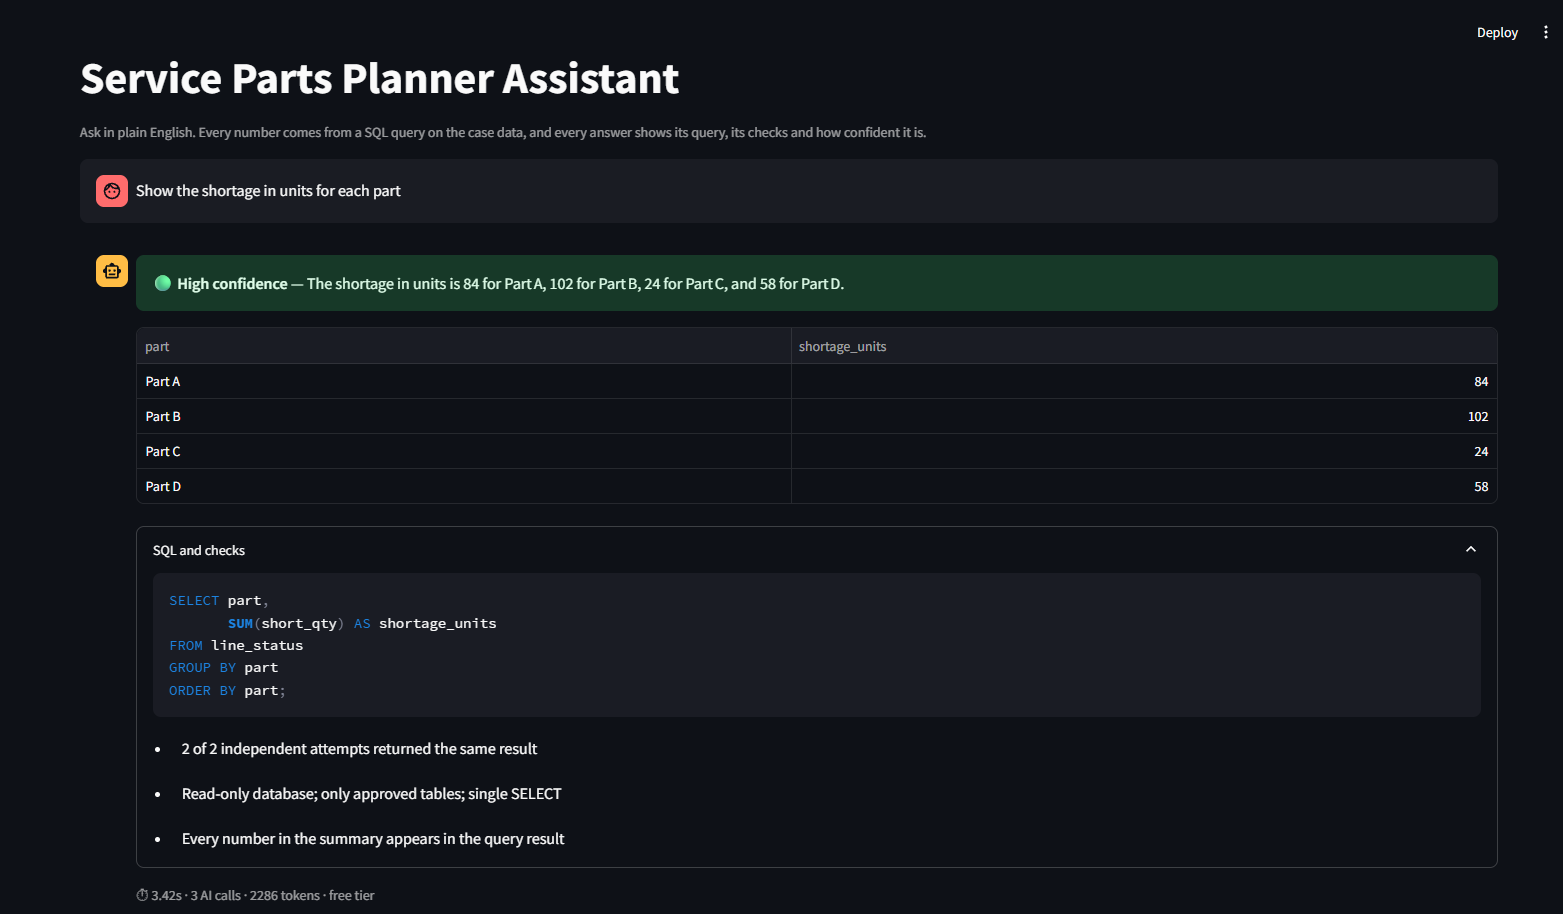 Deploy
Service Parts Planner Assistant
Ask in plain English. Every number comes from a SQL query on the case data, and every answer shows its query, its checks and how confident it is.
Show the shortage in units for each part
High confidence — The shortage in units is 84 for Part A, 102 for Part B, 24 for Part C, and 58 for Part D.
part shortage_units
Part A 84
Part B 102
Part C 24
Part D 58
SQL and checks
SELECT part,
SUM(short_qty) AS shortage_units
FROM line_status
GROUP BY part
ORDER BY part;
• 2 of 2 independent attempts returned the same result
• Read-only database; only approved tables; single SELECT
• Every number in the summary appears in the query result
⏱ 3.42s · 3 AI calls · 2286 tokens · free tier